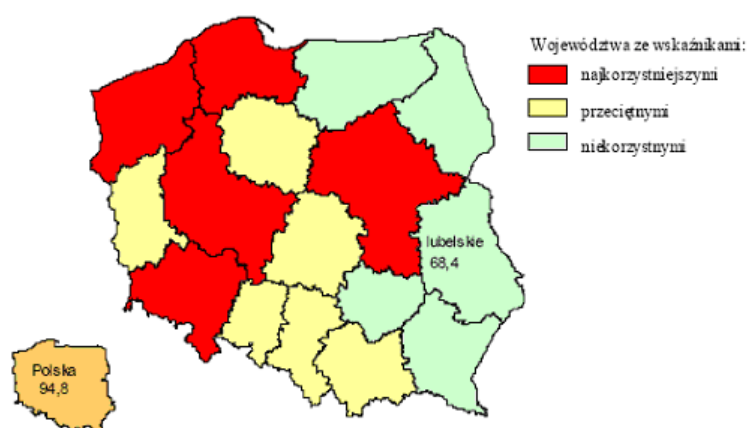 Województwa ze wskaźnikami:
najkorzystniejszymi
przeciętnymi
niekorzystnymi
lubelskie
68,4
Polska
94,8